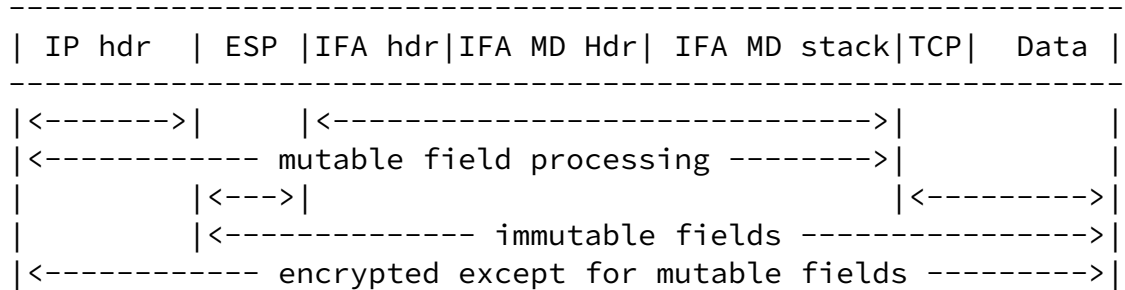 ---------------------------------------------------------------
| IP hdr  | ESP |IFA hdr|IFA MD Hdr| IFA MD stack|TCP|  Data |
---------------------------------------------------------------
|<------->|     |<------------------------------>|           |
|<------------ mutable field processing -------->|           |
|         |<--->|                                |<--------->|
|         |<-------------- immutable fields ---------------->|
|<------------ encrypted except for mutable fields --------->|